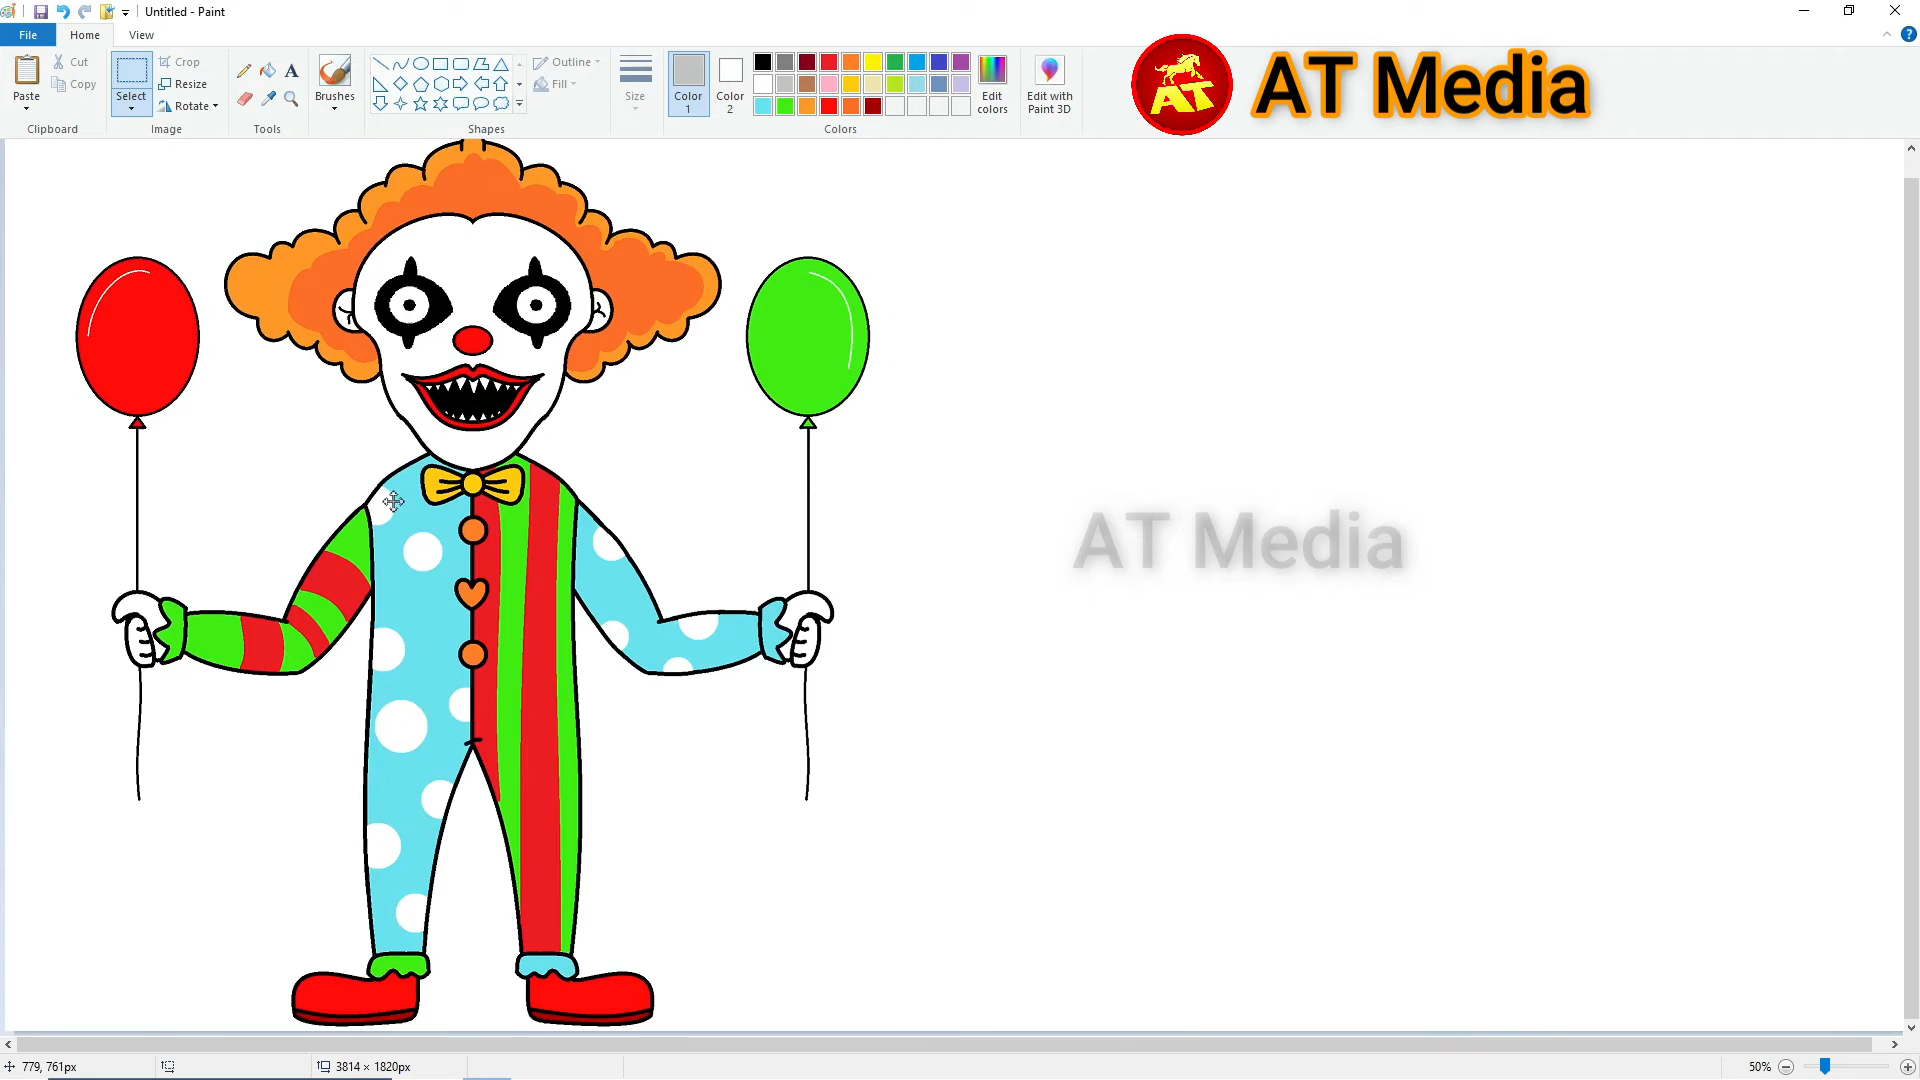 Untitled - Paint
File
Home
View
Paste
Cut
Copy
Clipboard
Select
Crop
Resize
Rotate
Image
A
Tools
Brushes
Shapes
Outline
Fill
Size
Color 1
Color 2
Colors
Edit colors
Edit with Paint 3D
AT
AT Media
AT Media
779, 761px
3814 × 1820px
50%